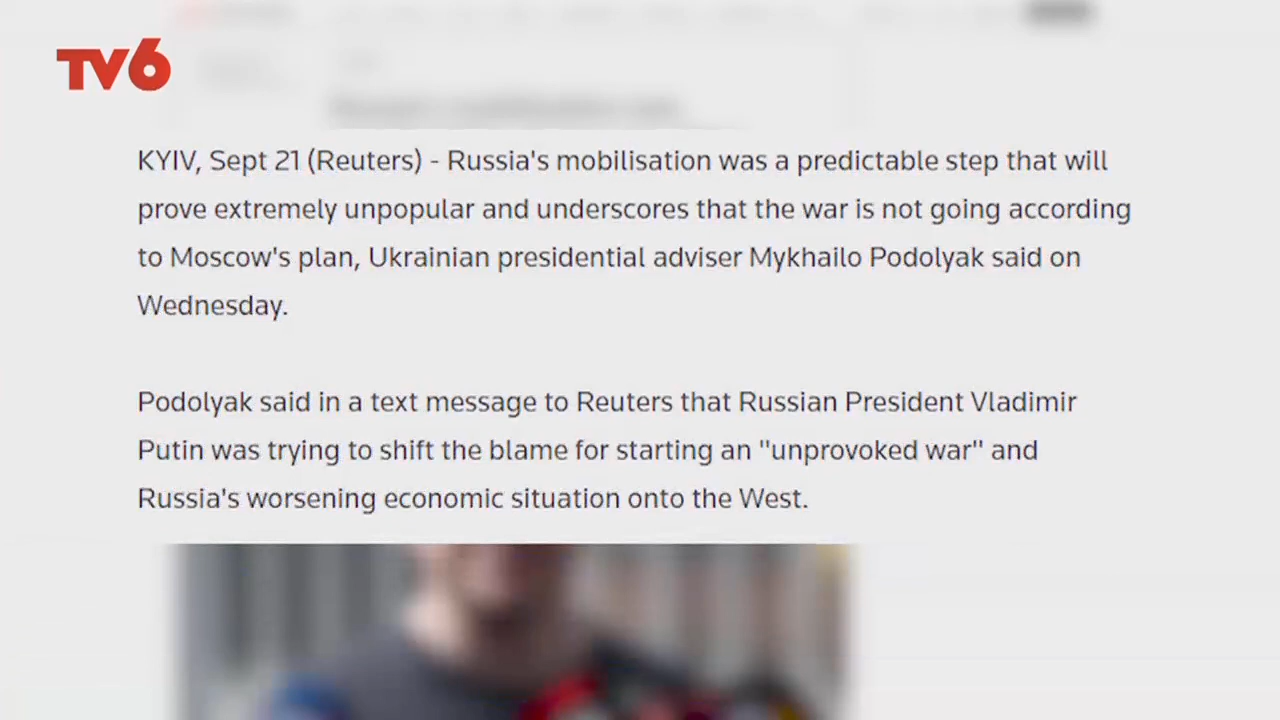 TV6
KYIV, Sept 21 (Reuters) - Russia's mobilisation was a predictable step that will
prove extremely unpopular and underscores that the war is not going according
to Moscow's plan, Ukrainian presidential adviser Mykhailo Podolyak said on
Wednesday.
Podolyak said in a text message to Reuters that Russian President Vladimir
Putin was trying to shift the blame for starting an "unprovoked war" and
Russia's worsening economic situation onto the West.